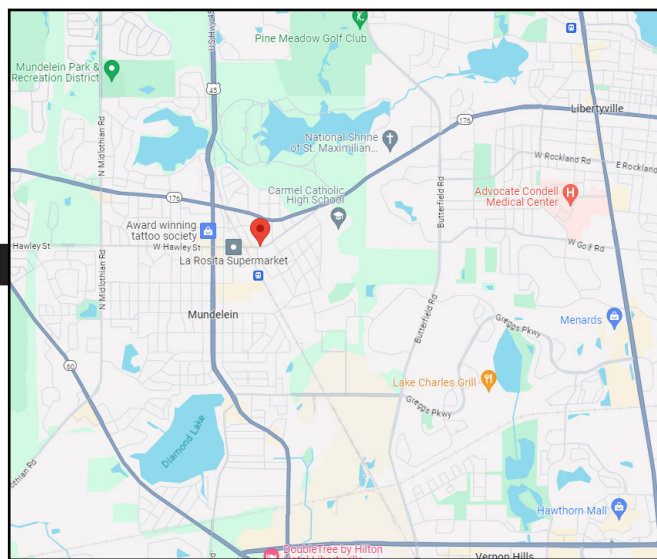 Pine Meadow Golf Club
Mundelein Park &
Recreation District
US Hwy 45
45
N Midlothian Rd
176
Libertyville
National Shrine
of St. Maximilian...
W Rockland Rd
E Rockland
Carmel Catholic
High School
Advocate Condell
Medical Center
H
176
Butterfield Rd
Award winning
tattoo society
Hawley St
W Hawley St
La Rosita Supermarket
W Golf Rd
N Midlothian Rd
Mundelein
Butterfield Rd
Greggs Pkwy
Menards
60
Lake Charles Grill
Greggs Pkwy
Diamond Lake
othian Rd
Hawthorn Mall
DoubleTree by Hilton
Vernon Hills